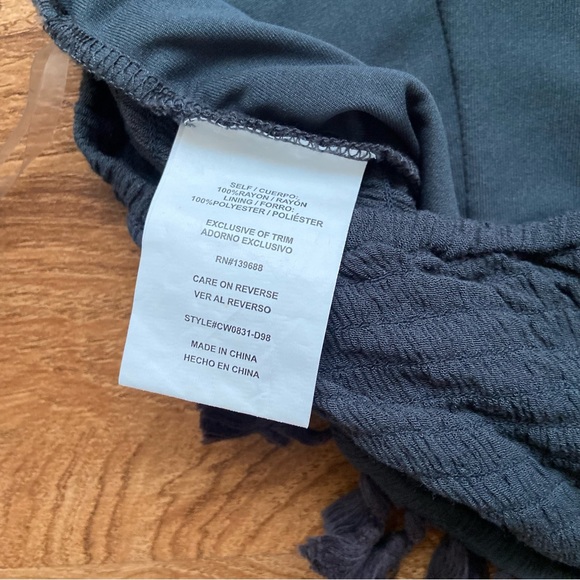 SELF / CUERPO:
100%RAYON / RAYÓN
LINING / FORRO:
100%POLYESTER / POLIÉSTER
EXCLUSIVE OF TRIM
ADORNO EXCLUSIVO
RN#139688
CARE ON REVERSE
VER AL REVERSO
STYLE#CW0831-D98
MADE IN CHINA
HECHO EN CHINA